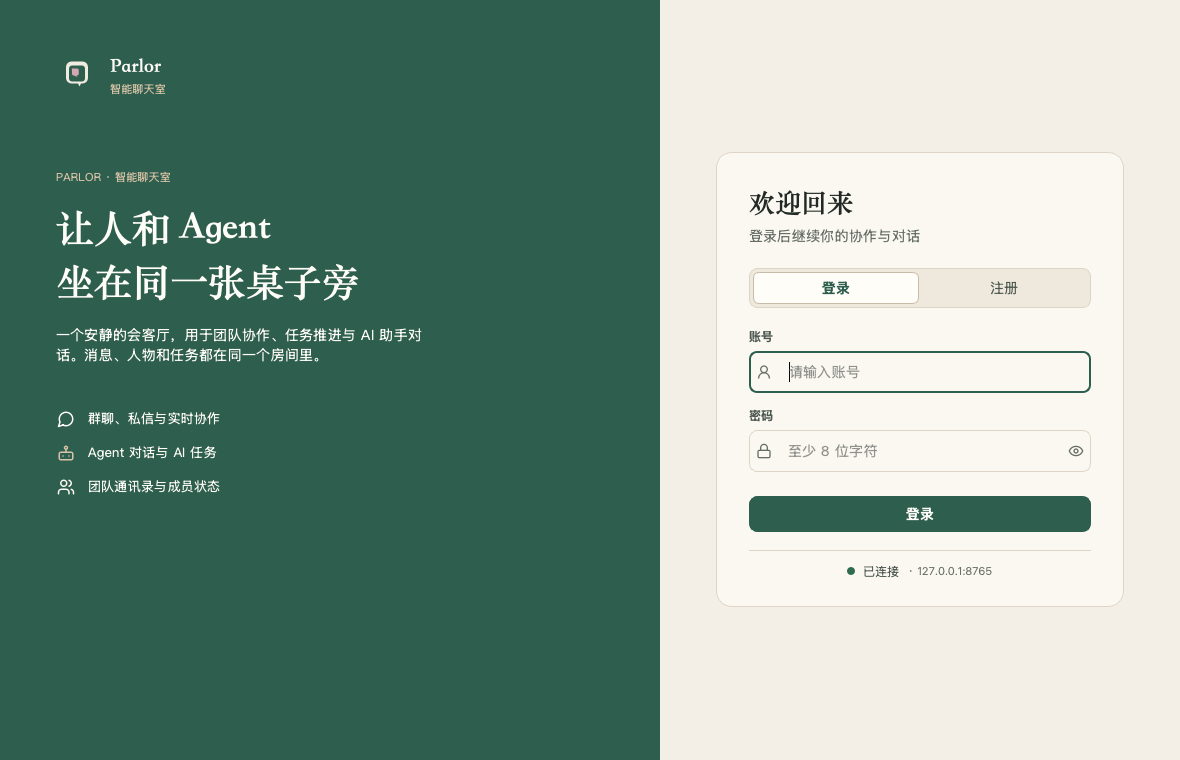 Parlor
智能聊天室
PARLOR · 智能聊天室
让人和 Agent
坐在同一张桌子旁
一个安静的会客厅，用于团队协作、任务推进与 AI 助手对
话。消息、人物和任务都在同一个房间里。
群聊、私信与实时协作
Agent 对话与 AI 任务
团队通讯录与成员状态
欢迎回来
登录后继续你的协作与对话
登录 注册
账号
请输入账号
密码
至少 8 位字符
登录
已连接 · 127.0.0.1:8765